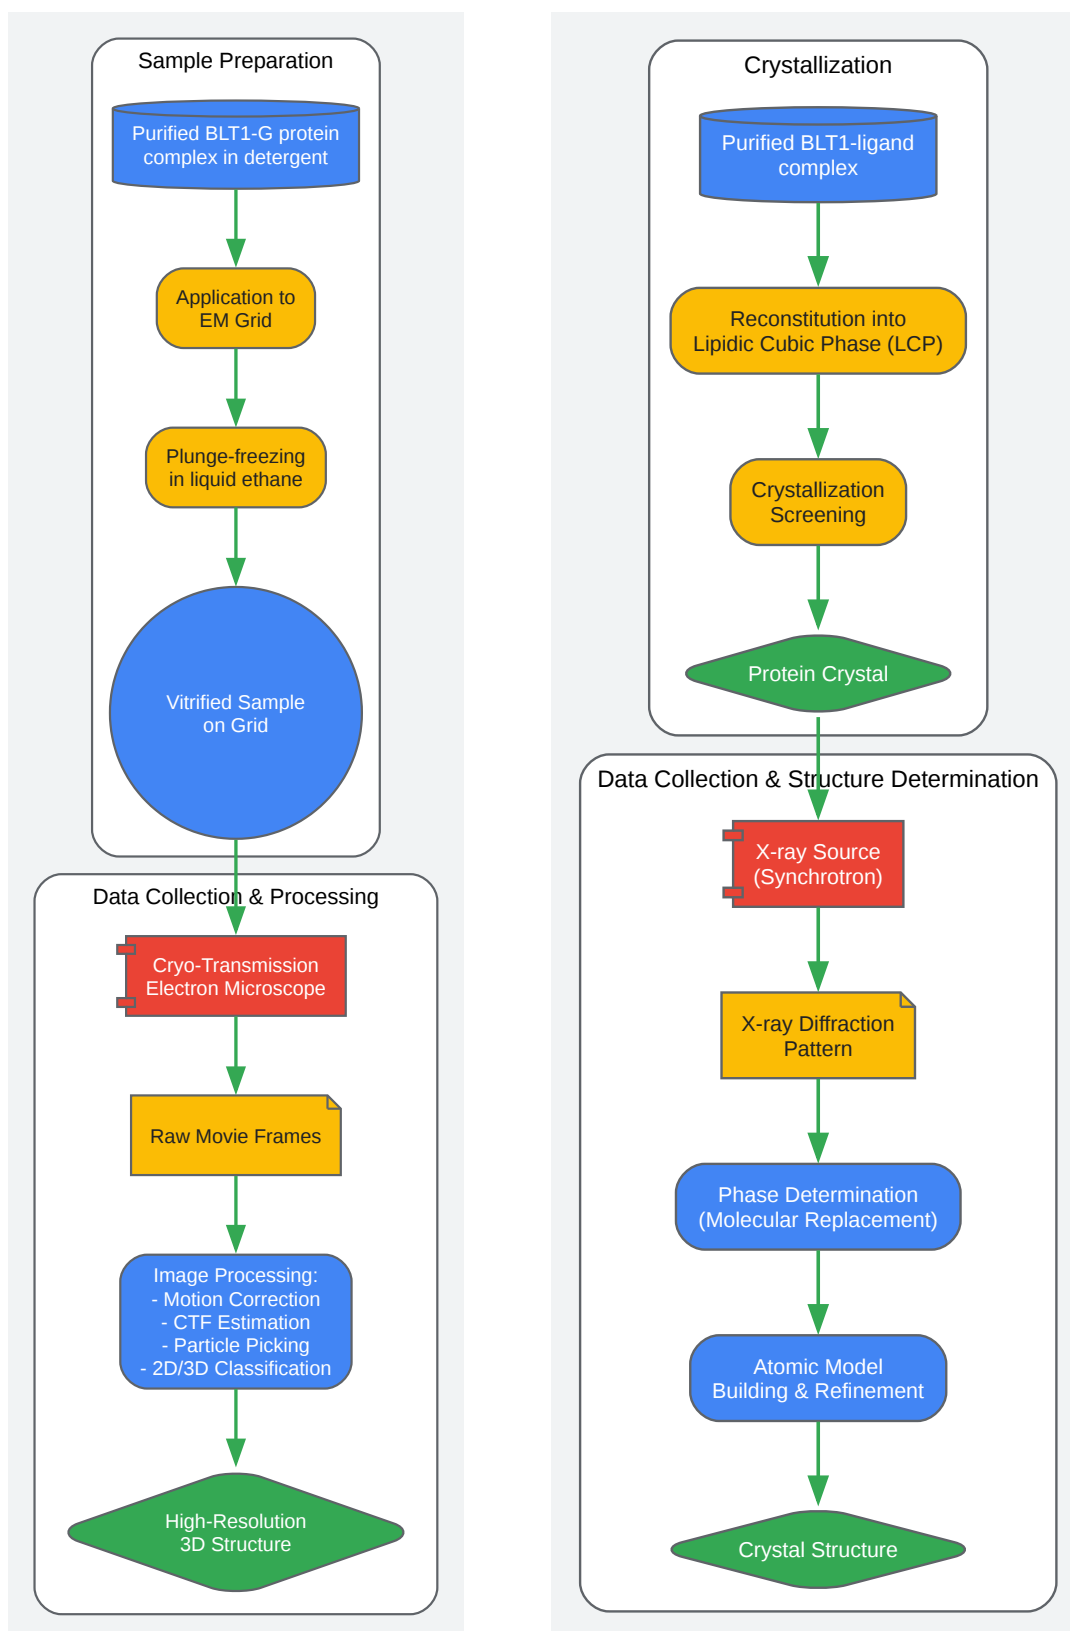 Sample Preparation
Purified BLT1-G protein
complex in detergent
Application to
EM Grid
Plunge-freezing
in liquid ethane
Vitrified Sample
on Grid
Data Collection & Processing
Cryo-Transmission
Electron Microscope
Raw Movie Frames
Image Processing:
- Motion Correction
- CTF Estimation
- Particle Picking
- 2D/3D Classification
High-Resolution
3D Structure
Crystallization
Purified BLT1-ligand
complex
Reconstitution into
Lipidic Cubic Phase (LCP)
Crystallization
Screening
Protein Crystal
Data Collection & Structure Determination
X-ray Source
(Synchrotron)
X-ray Diffraction
Pattern
Phase Determination
(Molecular Replacement)
Atomic Model
Building & Refinement
Crystal Structure